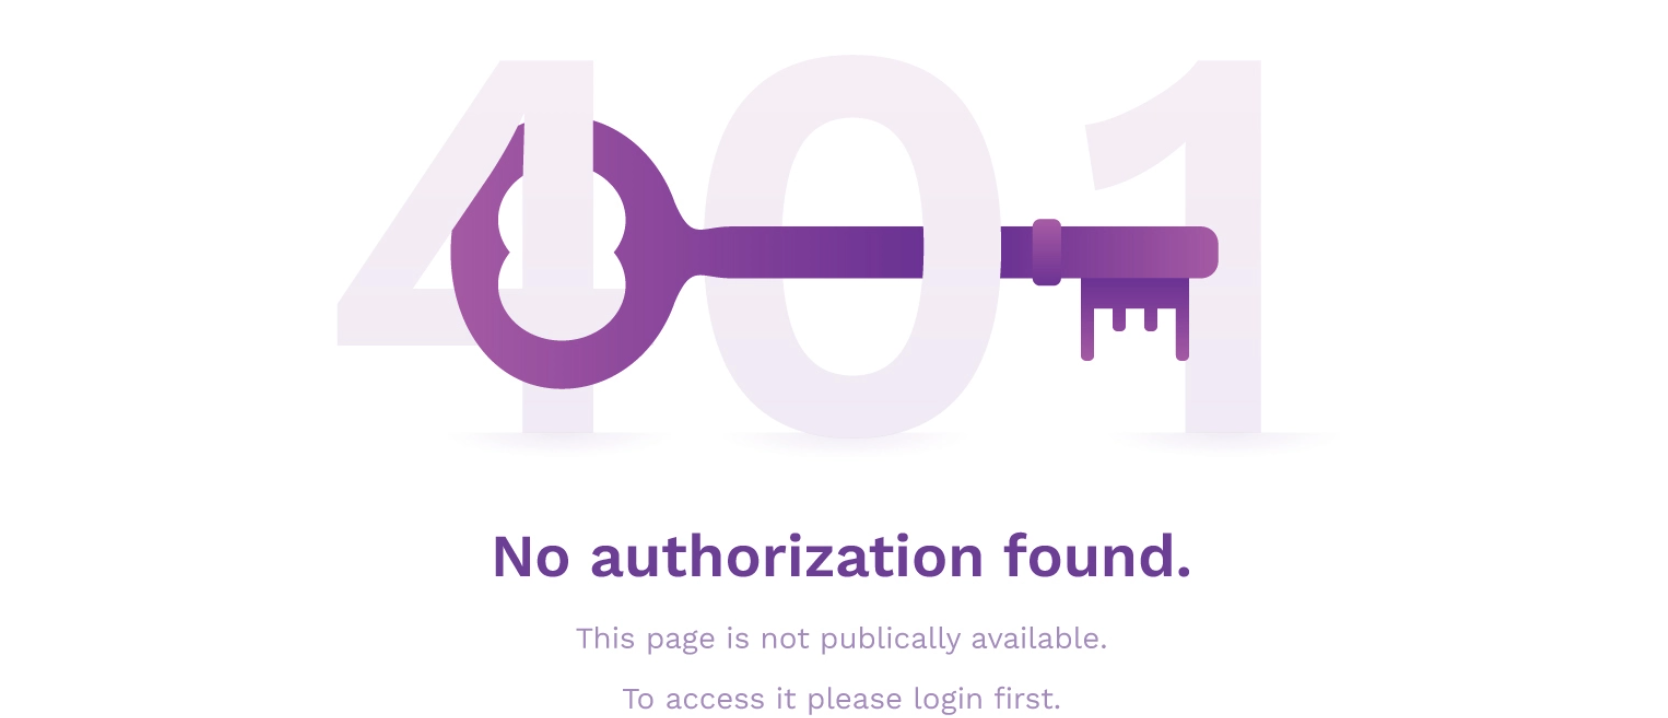 401
No authorization found.
This page is not publically available.
To access it please login first.